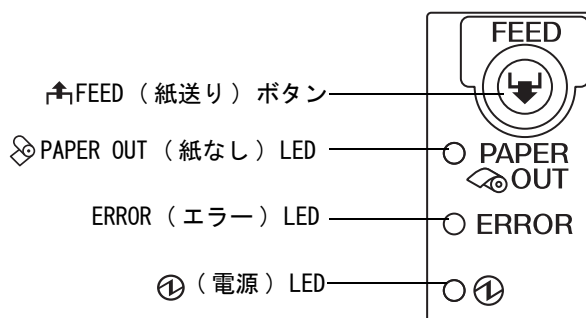 FEED
FEED （紙送り） ボタン
PAPER OUT （紙なし） LED
PAPER
OUT
ERROR （エラー） LED
ERROR
（電源） LED